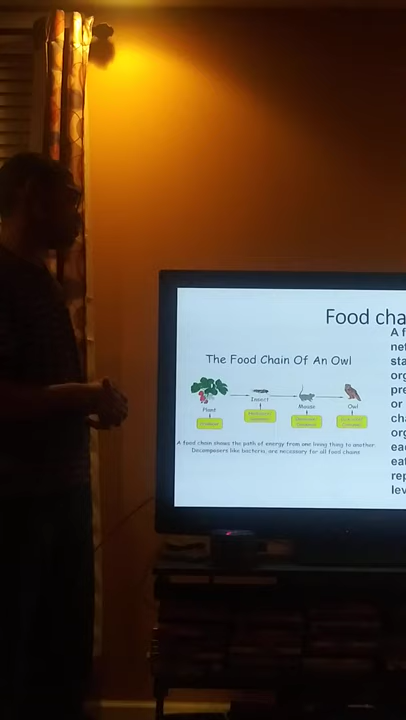 Food cha
The Food Chain Of An Owl
Plant
Insect
Mouse
Owl
A food chain shows the path of energy from one living thing to another.
Decomposers like bacteria, are necessary for all food chains
A f
net
sta
org
pre
or
cha
org
eac
eat
rep
lev